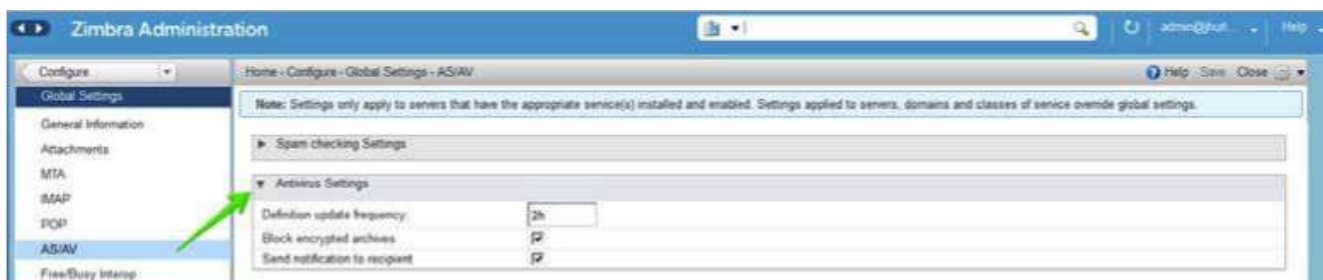 Zimbra Administration
Help
Configure
Home - Configure - Global Settings - AS/AV
Help Save Close
Global Settings
Note: Settings only apply to servers that have the appropriate service(s) installed and enabled. Settings applied to servers, domains and classes of service override global settings.
General Information
Attachments
MTA
IMAP
POP
AS/AV
Free/Busy Interop
Spam checking Settings
Antivirus Settings
Definition update frequency:
2h
Block encrypted archives
Send notification to recipient